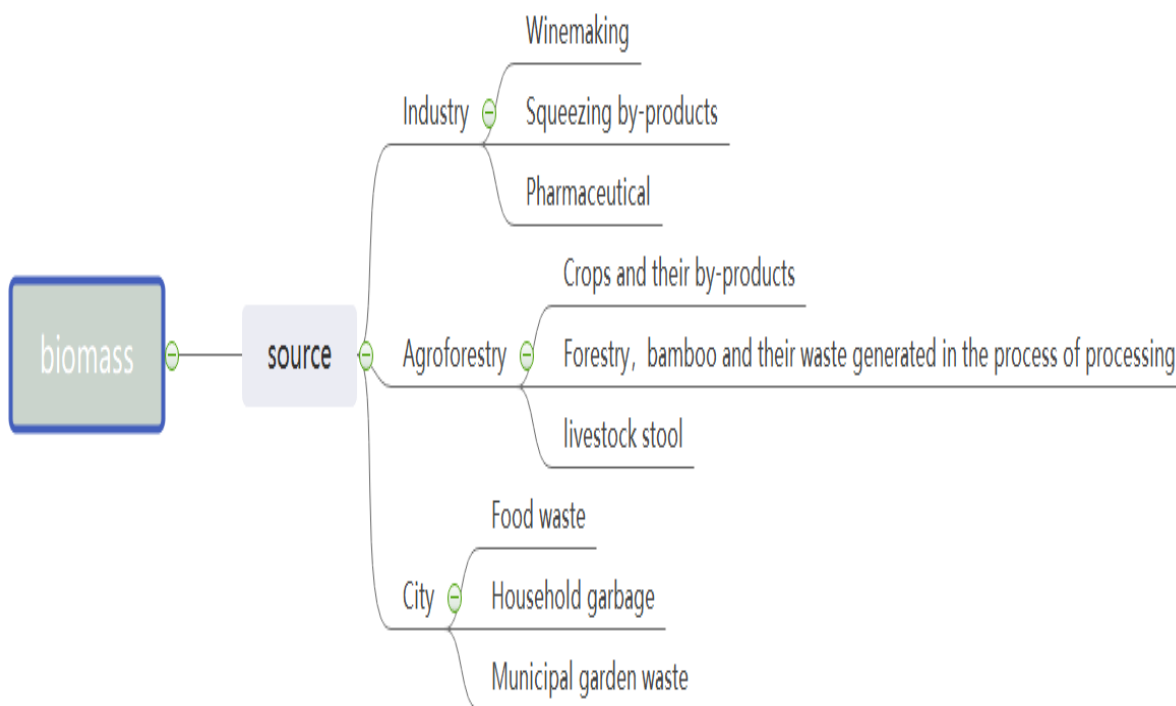 biomass
source
Industry
Winemaking
Squeezing by-products
Pharmaceutical
Agroforestry
Crops and their by-products
Forestry, bamboo and their waste generated in the process of processing
livestock stool
City
Food waste
Household garbage
Municipal garden waste